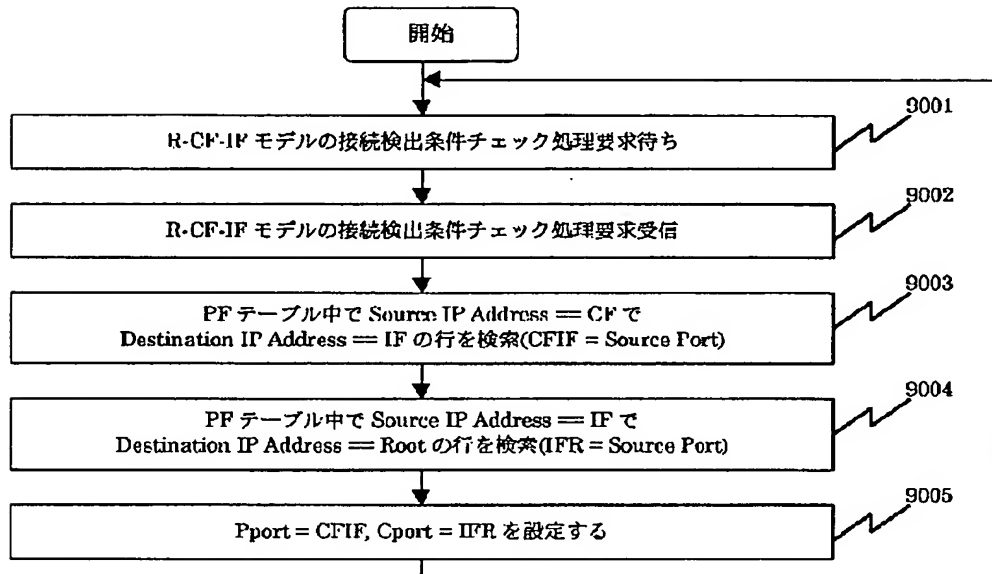 開始
9001
R-CF-IF モデルの接続検出条件チェック処理要求待ち
9002
R-CF-IF モデルの接続検出条件チェック処理要求受信
9003
PF テーブル中で Source IP Address == CF で
Destination IP Address == IF の行を検索(CFIF = Source Port)
9004
PF テーブル中で Source IP Address == IF で
Destination IP Address == Root の行を検索(IFR = Source Port)
9005
Pport = CFIF, Cport = IFR を設定する